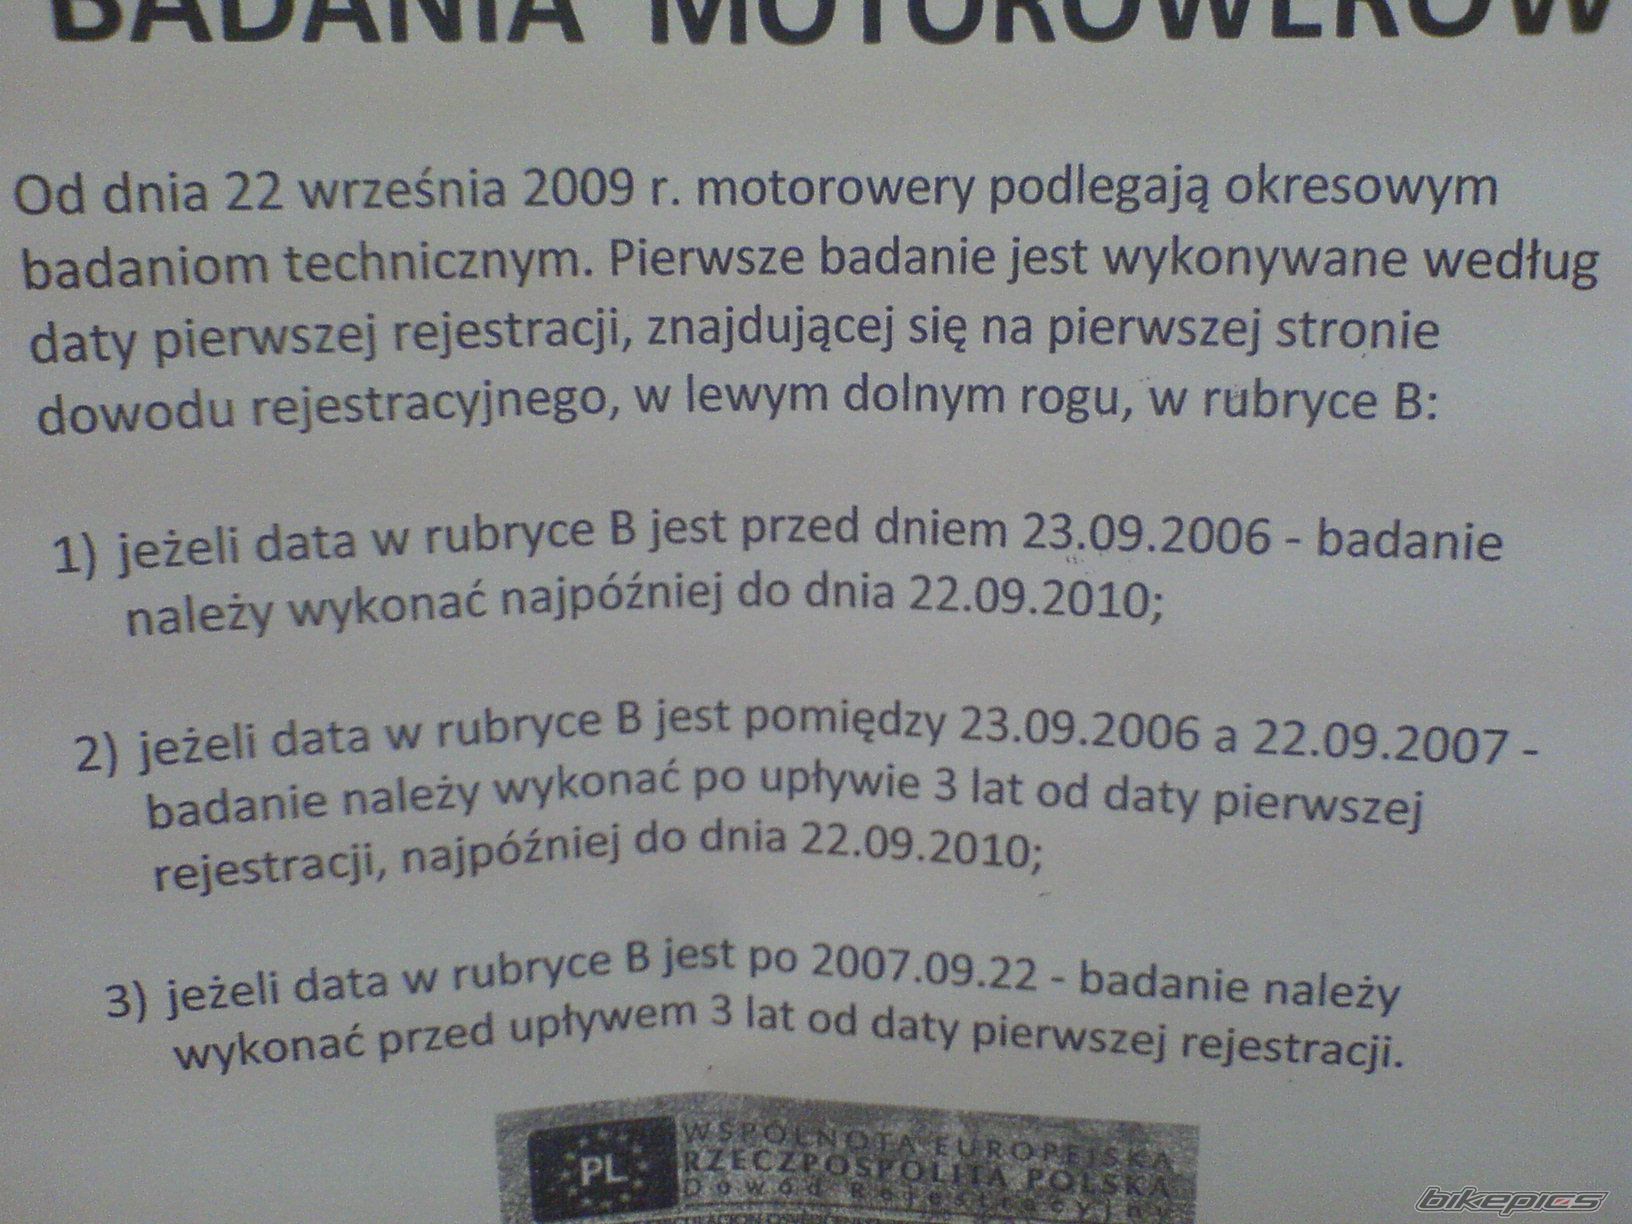 BADANIA MOTOROWERÓW
Od dnia 22 września 2009 r. motorowery podlegają okresowym
badaniom technicznym. Pierwsze badanie jest wykonywane według
daty pierwszej rejestracji, znajdującej się na pierwszej stronie
dowodu rejestracyjnego, w lewym dolnym rogu, w rubryce B:
1) jeżeli data w rubryce B jest przed dniem 23.09.2006 - badanie
należy wykonać najpóźniej do dnia 22.09.2010;
2) jeżeli data w rubryce B jest pomiędzy 23.09.2006 a 22.09.2007 -
badanie należy wykonać po upływie 3 lat od daty pierwszej
rejestracji, najpóźniej do dnia 22.09.2010;
3) jeżeli data w rubryce B jest po 2007.09.22 - badanie należy
wykonać przed upływem 3 lat od daty pierwszej rejestracji.
WSPÓLNOTA EUROPEJSKA
PL RZECZPOSPOLITA POLSKA
Dowód Rejestracyjny
bikepics